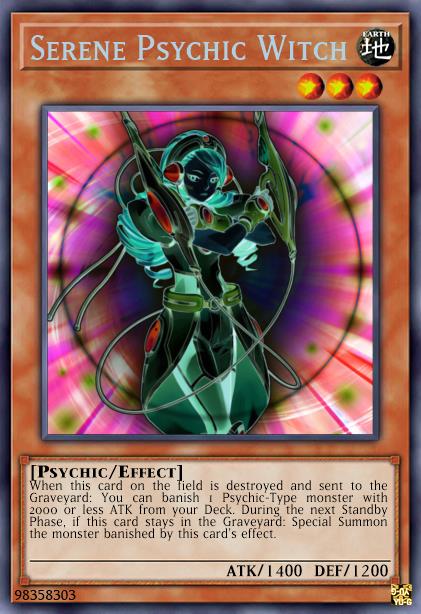 Serene Psychic Witch
EARTH
地
[Psychic/Effect]
When this card on the field is destroyed and sent to the
Graveyard: You can banish 1 Psychic-Type monster with
2000 or less ATK from your Deck. During the next Standby
Phase, if this card stays in the Graveyard: Special Summon
the monster banished by this card's effect.
ATK/1400 DEF/1200
98358303